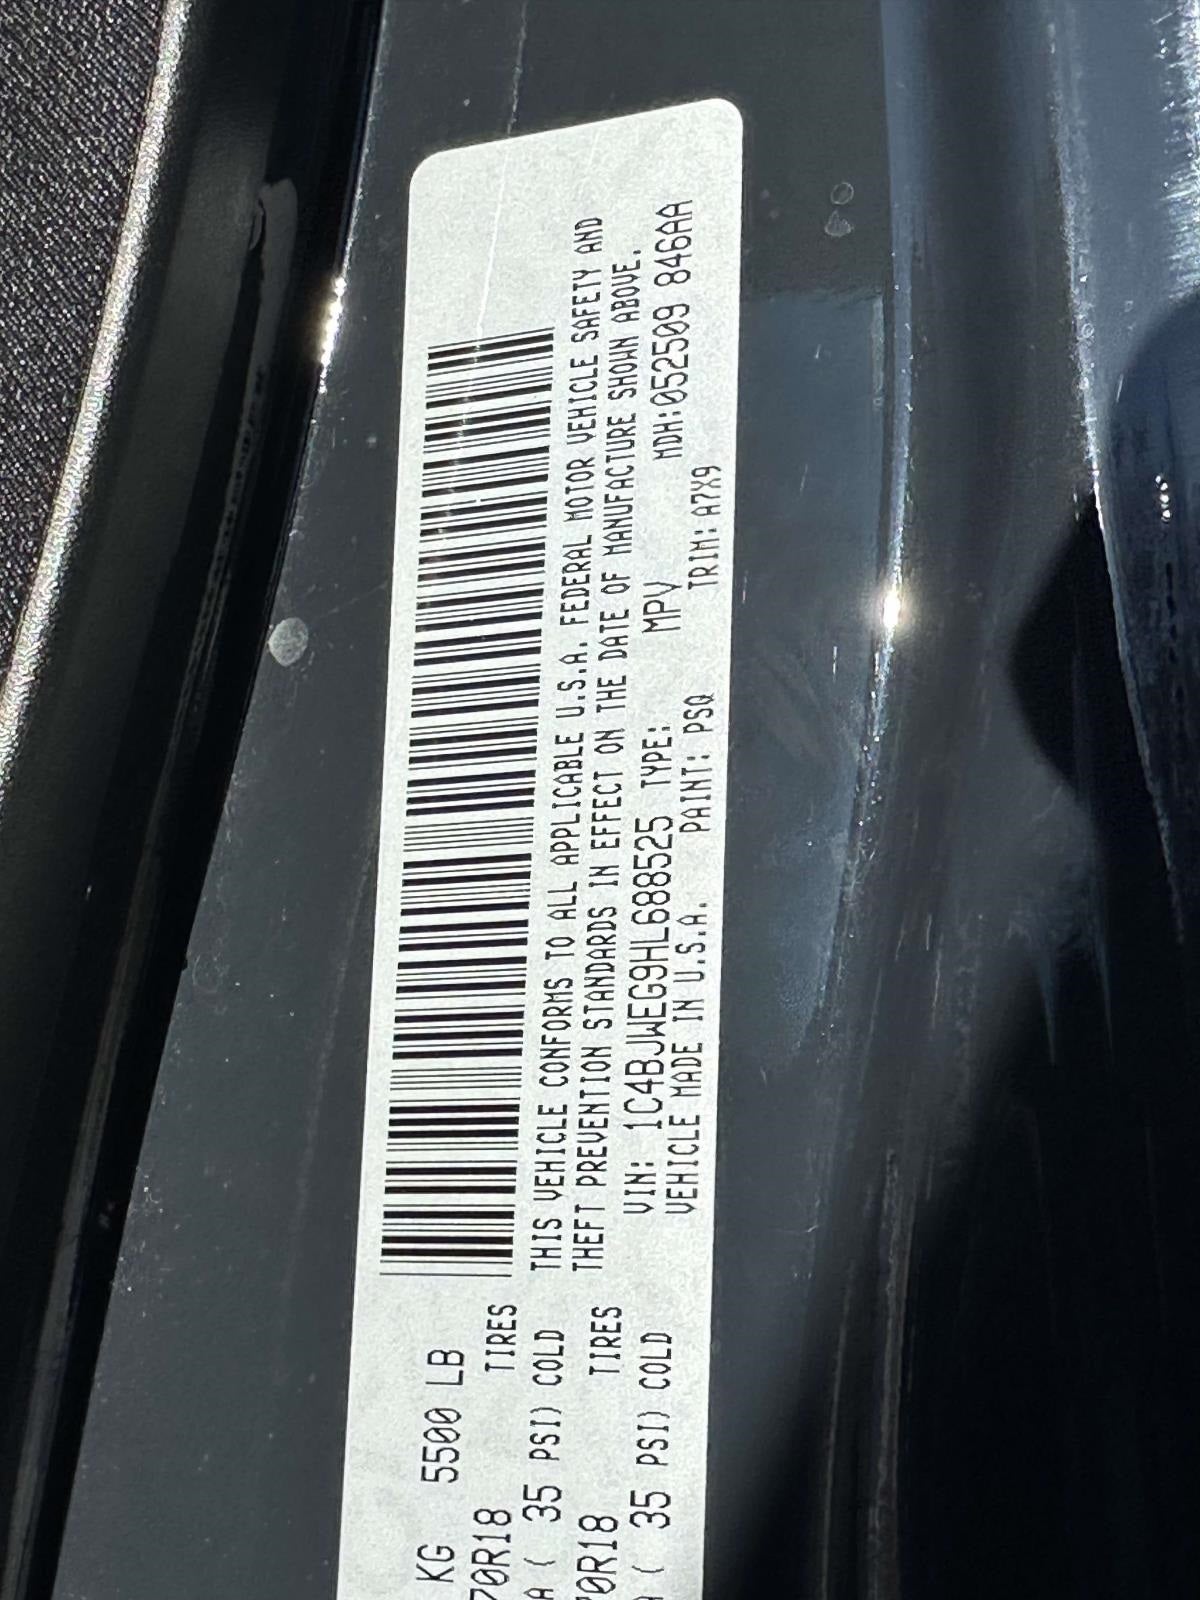 KG 5500 LB
70R18 TIRES
A ( 35 PSI) COLD
70R18 TIRES
A ( 35 PSI) COLD
THIS VEHICLE CONFORMS TO ALL APPLICABLE U.S.A. FEDERAL MOTOR VEHICLE SAFETY AND
THEFT PREVENTION STANDARDS IN EFFECT ON THE DATE OF MANUFACTURE SHOWN ABOVE.
VIN: 1C4BJWEG9HL688525 TYPE: MPV MDH:052509 846AA
VEHICLE MADE IN U.S.A. PAINT: PSQ TRIM: A7X9